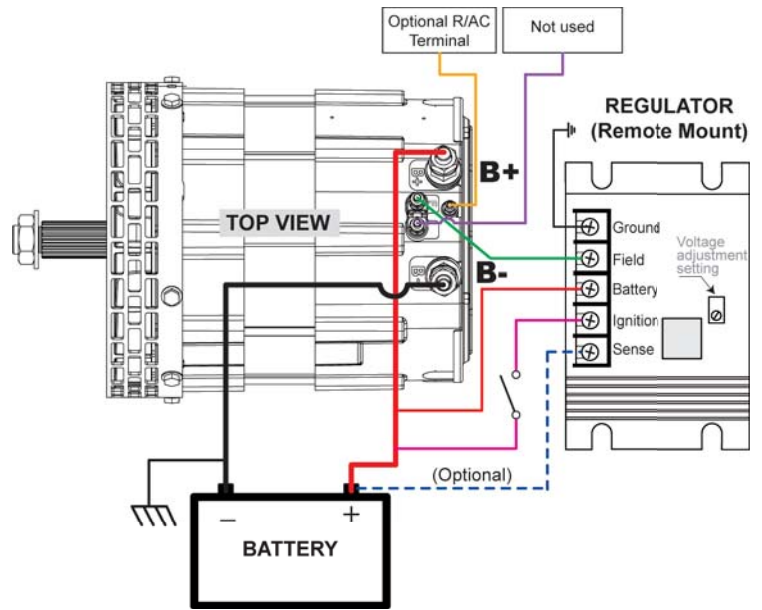 Optional R/AC
Terminal
Not used
REGULATOR
(Remote Mount)
B+
TOP VIEW
B-
Ground
Field
Battery
Ignition
Sense
Voltage
adjustment
setting
(Optional)
– +
BATTERY